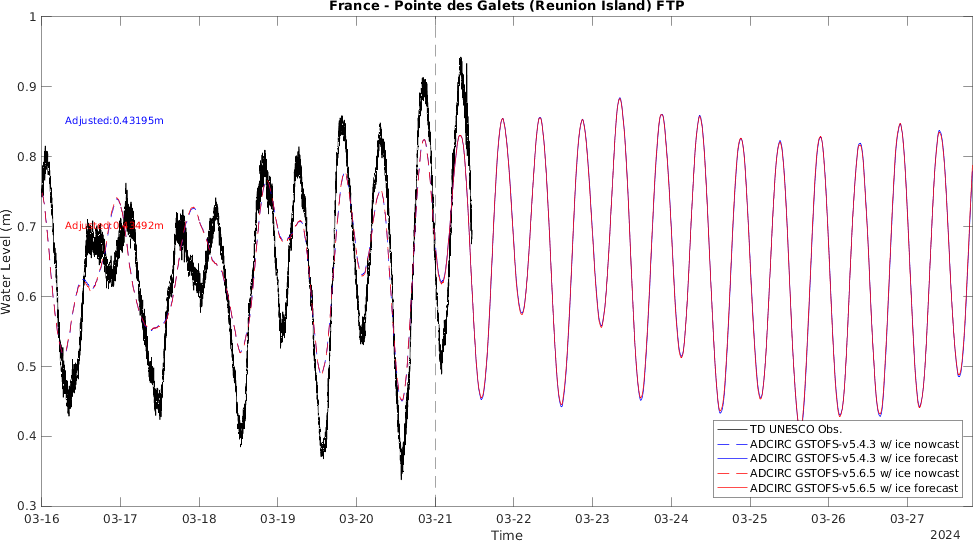 France - Pointe des Galets (Reunion Island) FTP
1
0.9
0.8
0.7
0.6
0.5
0.4
0.3
Water Level (m)
Adjusted:0.43195m
TD UNESCO Obs.
ADCIRC GSTOFS-v5.4.3 w/ ice nowcast
ADCIRC GSTOFS-v5.4.3 w/ ice forecast
ADCIRC GSTOFS-v5.6.5 w/ ice nowcast
ADCIRC GSTOFS-v5.6.5 w/ ice forecast
03-16 03-17 03-18 03-19 03-20 03-21 03-22 03-23 03-24 03-25 03-26 03-27
Time
2024